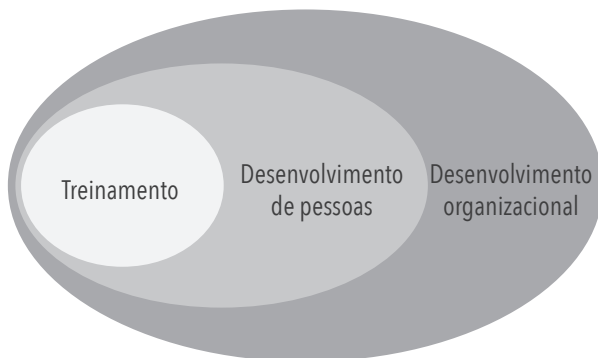 Treinamento
Desenvolvimento
de pessoas
Desenvolvimento
organizacional